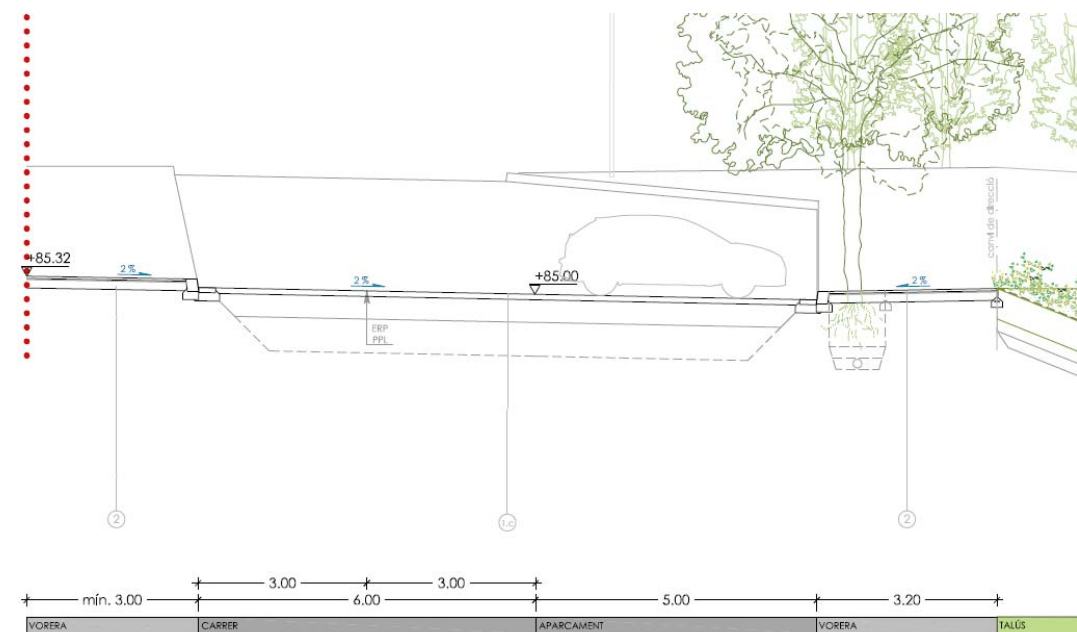 canvi de direcció
+85.32
2%
2%
+85.00
2%
ERP
PPL
2
1.c
2
3.00 3.00
mín. 3.00 6.00 5.00 3.20
VORERA CARRER APARCAMENT VORERA TALÚS